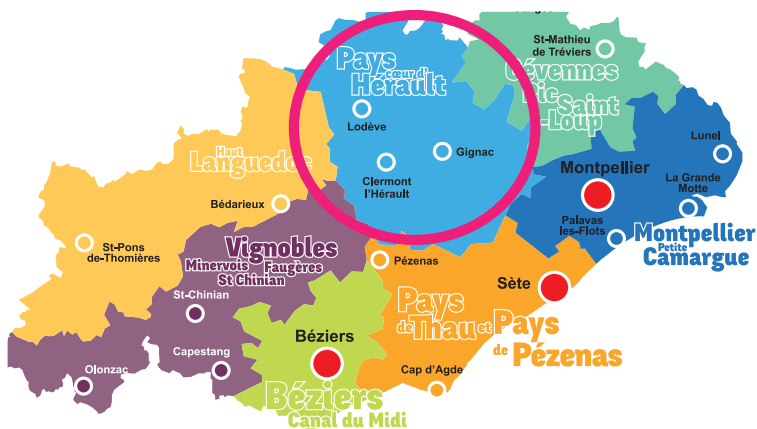 St-Mathieu
de Tréviers
Pays
cœur d'
Hérault
Cévennes
Pic Saint
-Loup
Lodève
Gignac
Lunel
Haut
Languedoc
Clermont
l'Hérault
Montpellier
La Grande
Motte
Bédarieux
Palavas
les-Flots
Montpellier
Petite
Camargue
St-Pons
de-Thomières
Vignobles
Minervois Faugères
St Chinian
Pézenas
St-Chinian
Sète
Pays
de Thau et Pays
de Pézenas
Béziers
Capestang
Olonzac
Cap d'Agde
Béziers
Canal du Midi